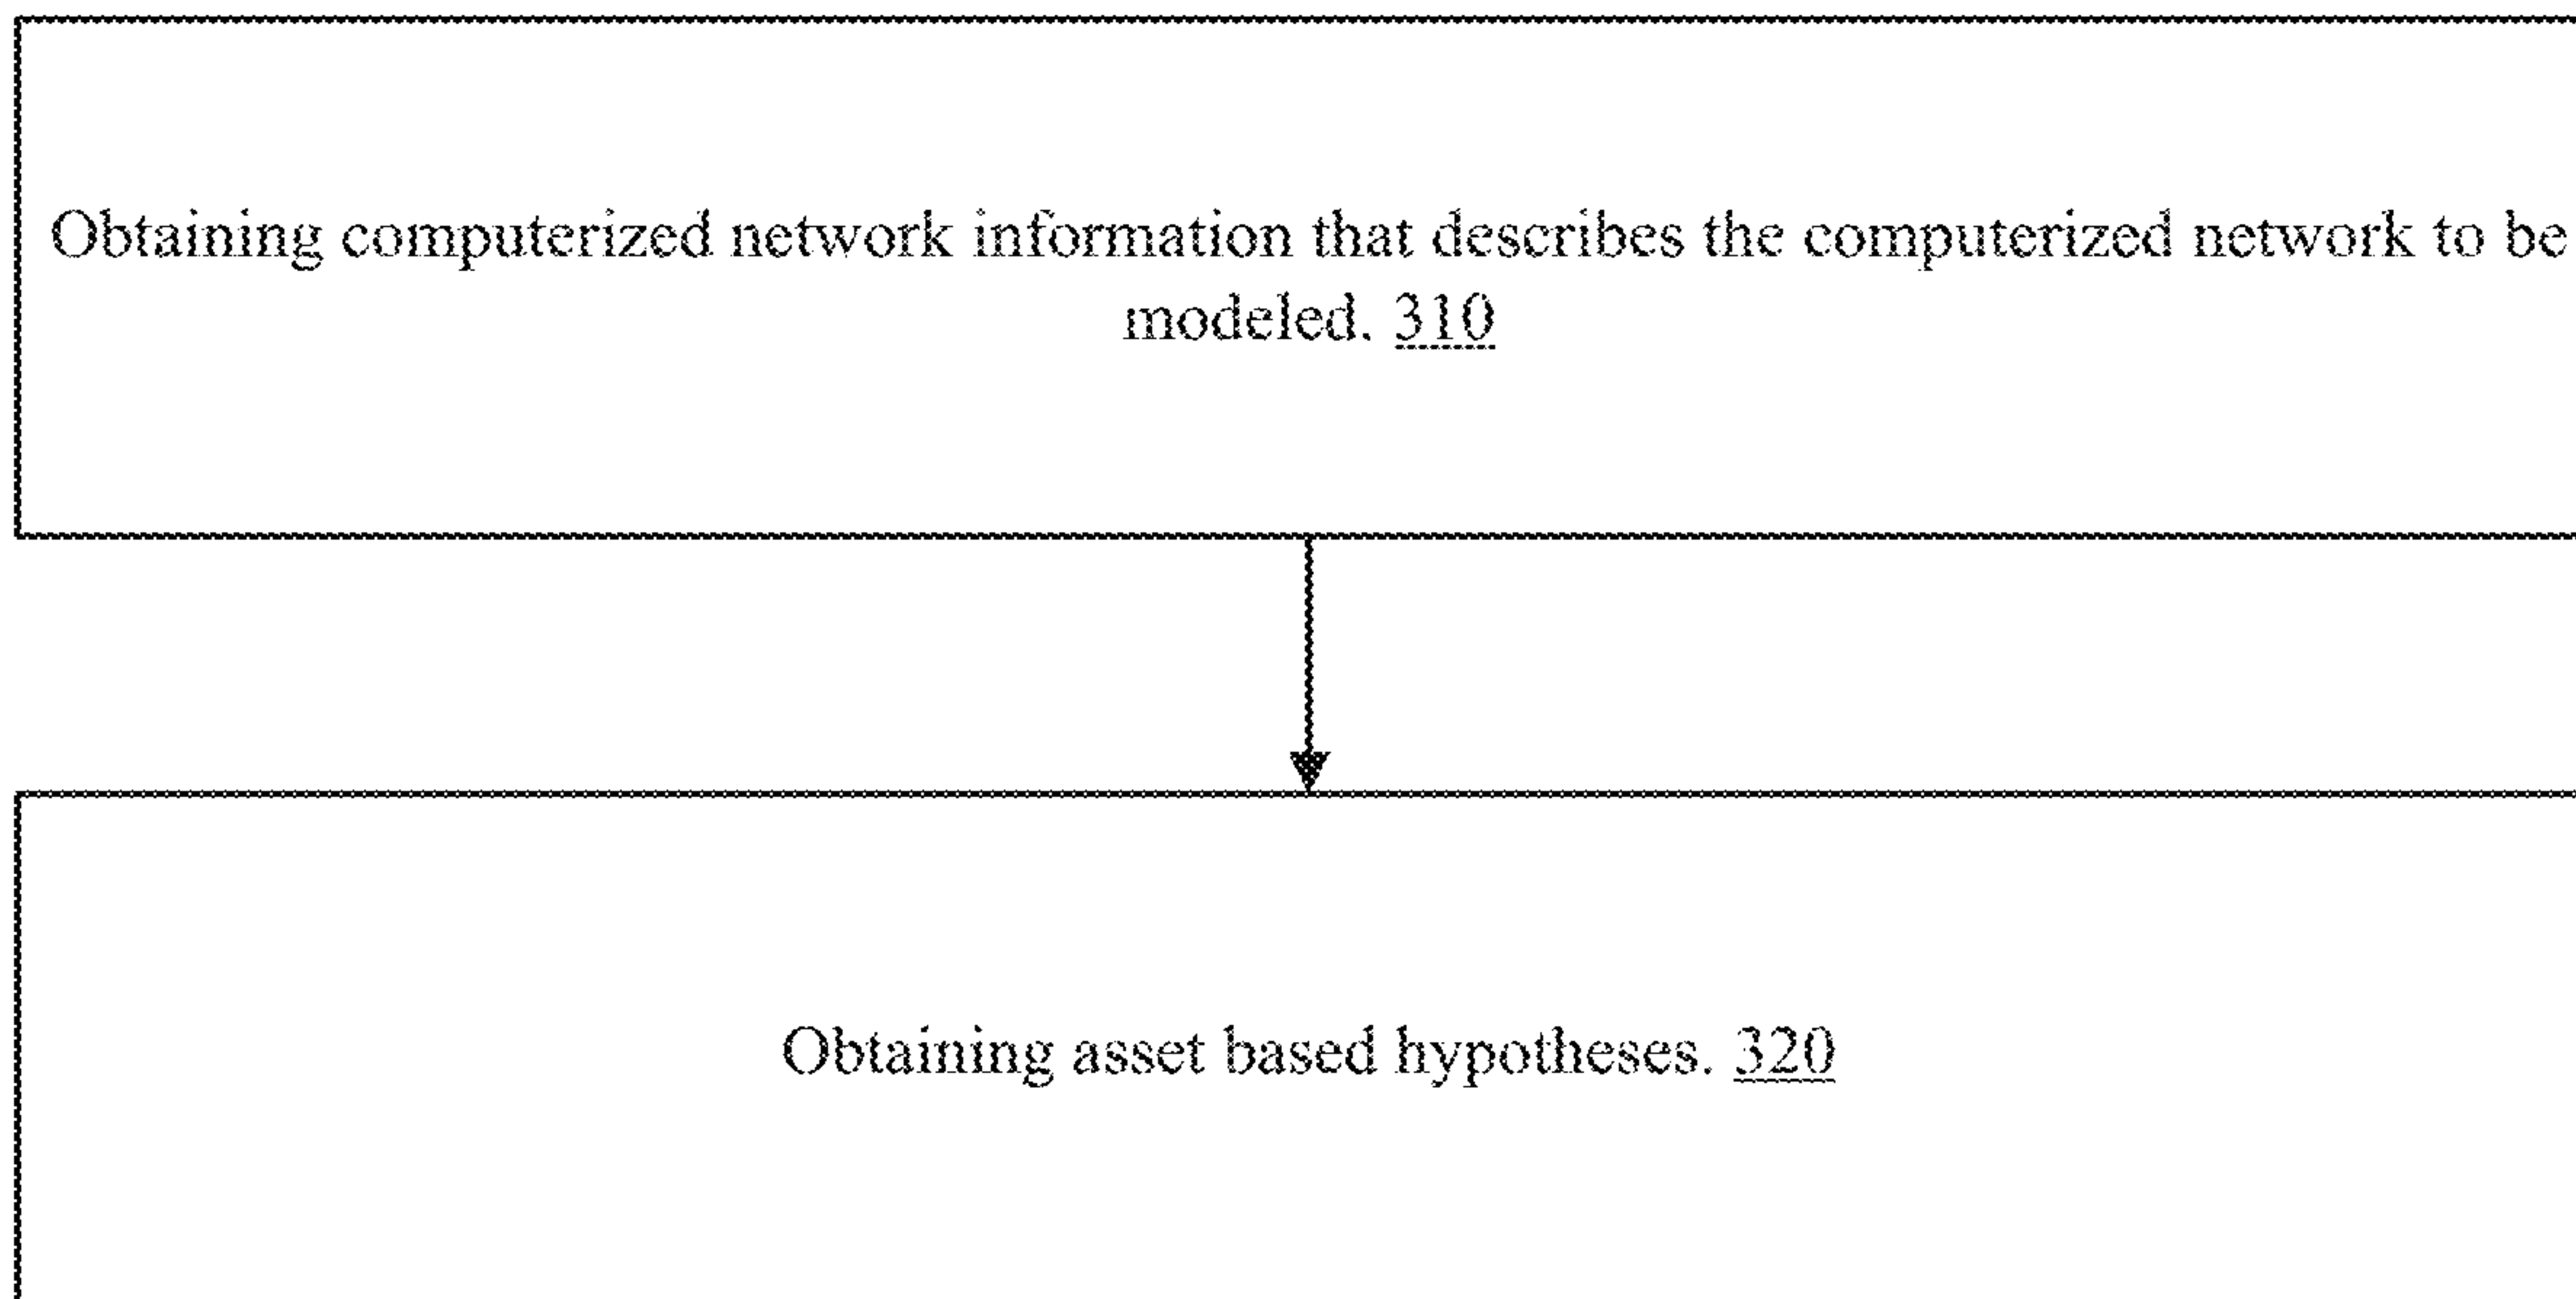 Obtaining computerized network information that describes the computerized network to be
modeled. 310
Obtaining asset based hypotheses. 320